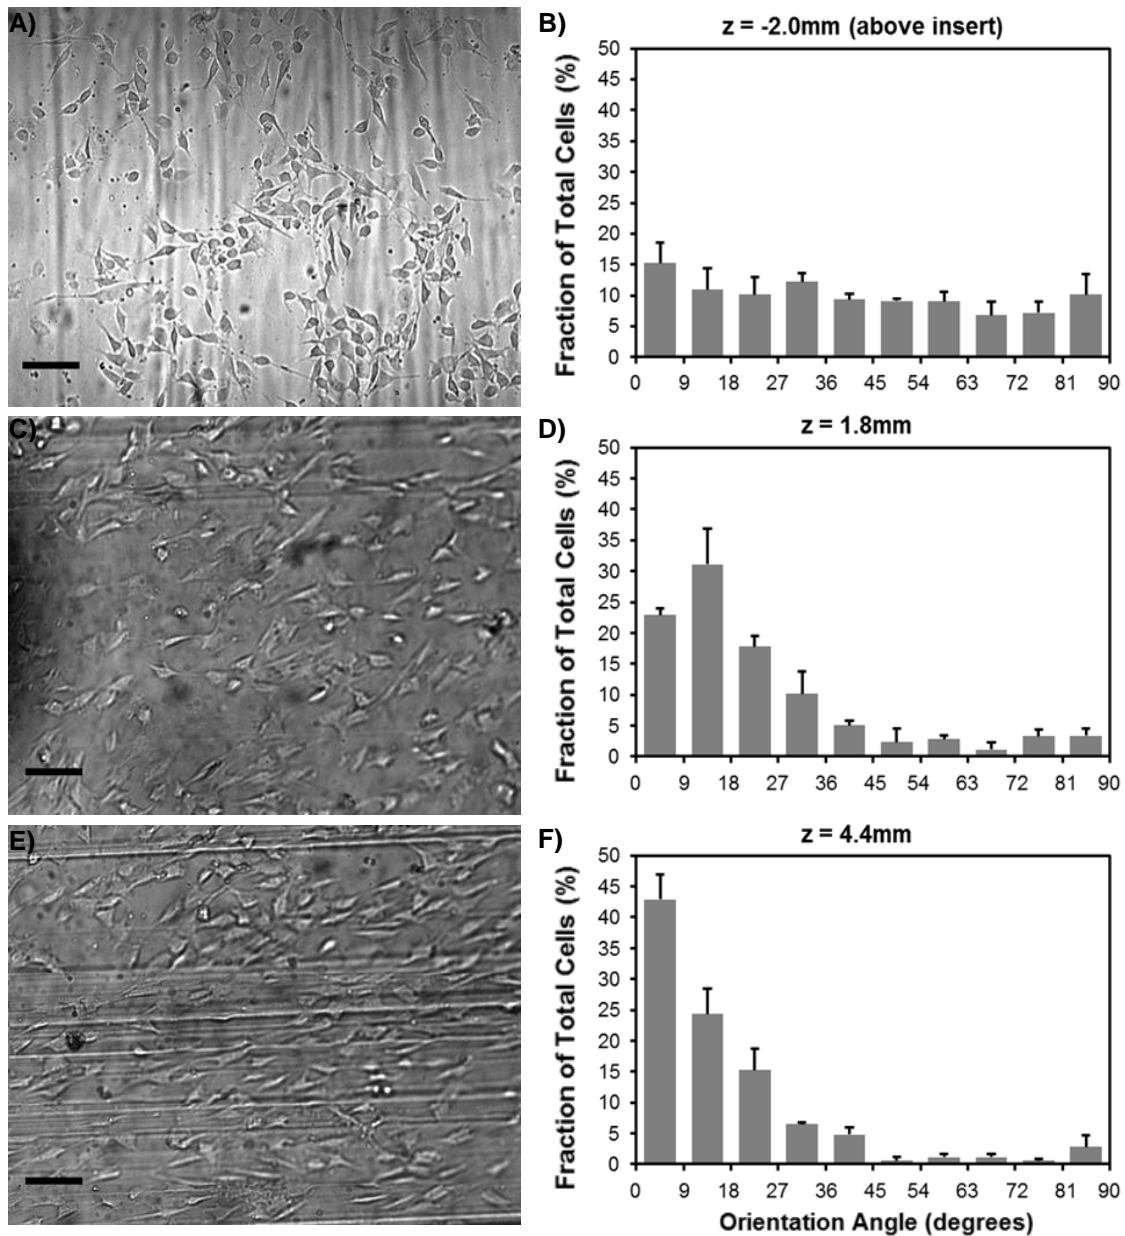 A)
B)
z = -2.0mm (above insert)
Fraction of Total Cells (%)
50
45
40
35
30
25
20
15
10
5
0
0 9 18 27 36 45 54 63 72 81 90
C)
D)
z = 1.8mm
Fraction of Total Cells (%)
50
45
40
35
30
25
20
15
10
5
0
0 9 18 27 36 45 54 63 72 81 90
E)
F)
z = 4.4mm
Fraction of Total Cells (%)
50
45
40
35
30
25
20
15
10
5
0
0 9 18 27 36 45 54 63 72 81 90
Orientation Angle (degrees)